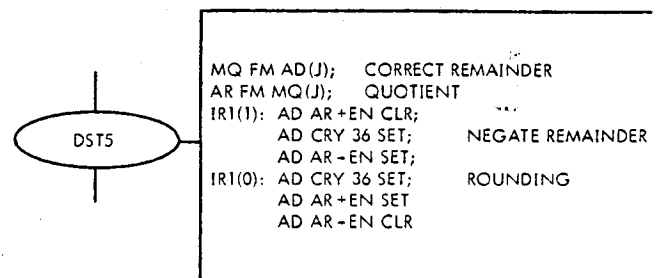 MQ FM AD(J); CORRECT REMAINDER
AR FM MQ(J); QUOTIENT
IR1(1): AD AR+EN CLR;
AD CRY 36 SET; NEGATE REMAINDER
DST5
AD AR-EN SET;
IR1(0): AD CRY 36 SET; ROUNDING
AD AR+EN SET
AD AR-EN CLR